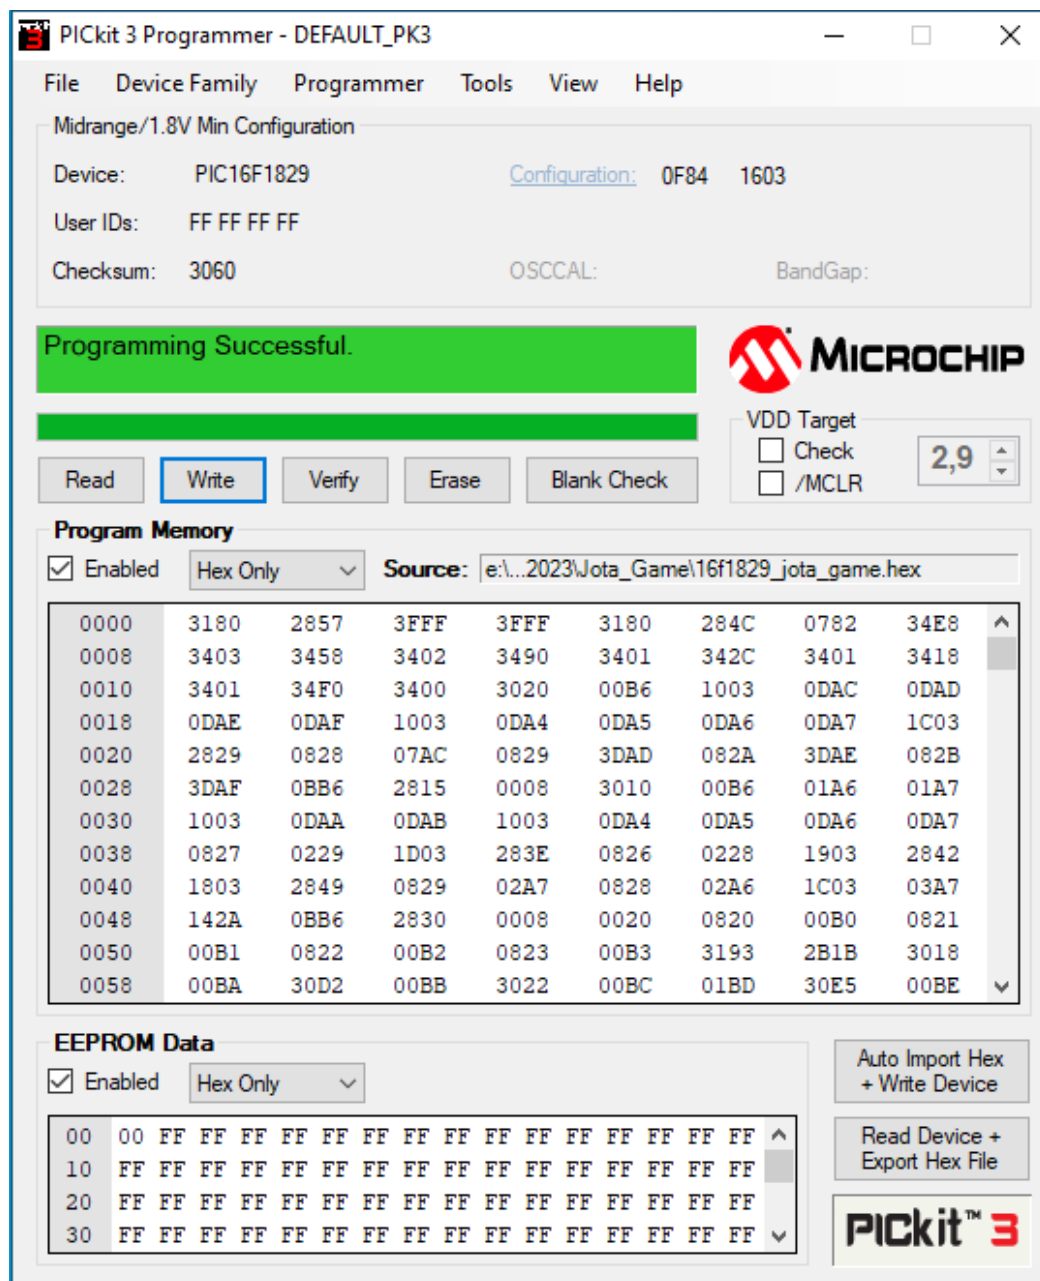 PICkit 3 Programmer - DEFAULT_PK3
File Device Family Programmer Tools View Help
Midrange/1.8V Min Configuration
Device: PIC16F1829 Configuration: 0F84 1603
User IDs: FF FF FF FF
Checksum: 3060 OSCCAL: BandGap:
Programming Successful.
MICROCHIP
VDD Target
Check
/MCLR
2,9
Read Write Verify Erase Blank Check
Program Memory
Enabled Hex Only Source: e:\...2023\Jota_Game\16f1829_jota_game.hex
0000 3180 2857 3FFF 3FFF 3180 284C 0782 34E8
0008 3403 3458 3402 3490 3401 342C 3401 3418
0010 3401 34F0 3400 3020 00B6 1003 0DAC 0DAD
0018 0DAE 0DAF 1003 0DA4 0DA5 0DA6 0DA7 1C03
0020 2829 0828 07AC 0829 3DAD 082A 3DAE 082B
0028 3DAF 0BB6 2815 0008 3010 00B6 01A6 01A7
0030 1003 0DAA 0DAB 1003 0DA4 0DA5 0DA6 0DA7
0038 0827 0229 1D03 283E 0826 0228 1903 2842
0040 1803 2849 0829 02A7 0828 02A6 1C03 03A7
0048 142A 0BB6 2830 0008 0020 0820 00B0 0821
0050 00B1 0822 00B2 0823 00B3 3193 2B1B 3018
0058 00BA 30D2 00BB 3022 00BC 01BD 30E5 00BE
EEPROM Data
Enabled Hex Only
00 00 FF FF FF FF FF FF FF FF FF FF FF FF FF FF FF
10 FF FF FF FF FF FF FF FF FF FF FF FF FF FF FF FF
20 FF FF FF FF FF FF FF FF FF FF FF FF FF FF FF FF
30 FF FF FF FF FF FF FF FF FF FF FF FF FF FF FF FF
Auto Import Hex
+ Write Device
Read Device +
Export Hex File
PICkit™ 3